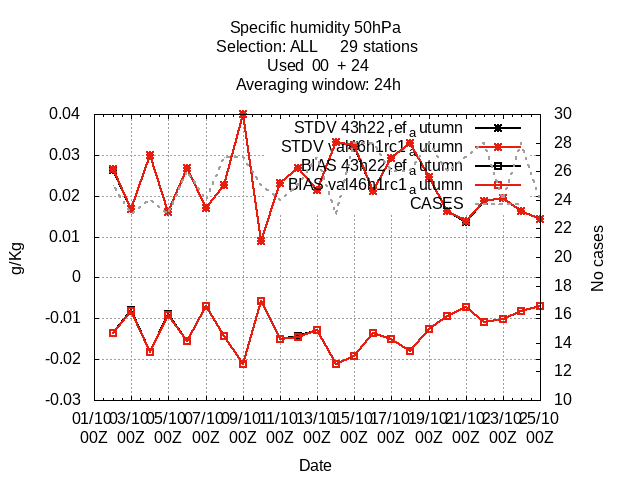 Specific humidity 50hPa
Selection: ALL 29 stations
Used 00 + 24
Averaging window: 24h
STDV 43h22refautumn
STDV val46h1rc1autumn
BIAS 43h22refautumn
BIAS val46h1rc1autumn
CASES
g/Kg
0.04
0.03
0.02
0.01
0
-0.01
-0.02
-0.03
No cases
30
28
26
24
22
20
18
16
14
12
10
01/10 03/10 05/10 07/10 09/10 11/10 13/10 15/10 17/10 19/10 21/10 23/10 25/10
00Z 00Z 00Z 00Z 00Z 00Z 00Z 00Z 00Z 00Z 00Z 00Z 00Z
Date